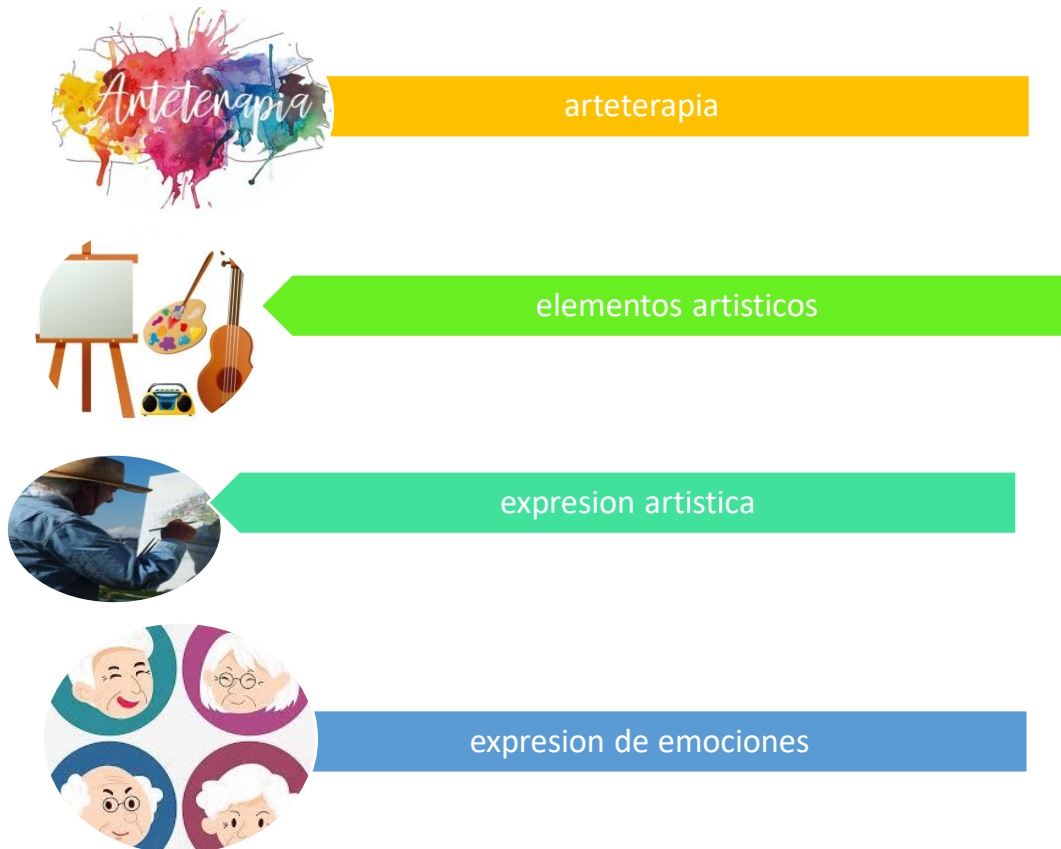 Arteterapia
arteterapia
elementos artisticos
expresion artistica
expresion de emociones